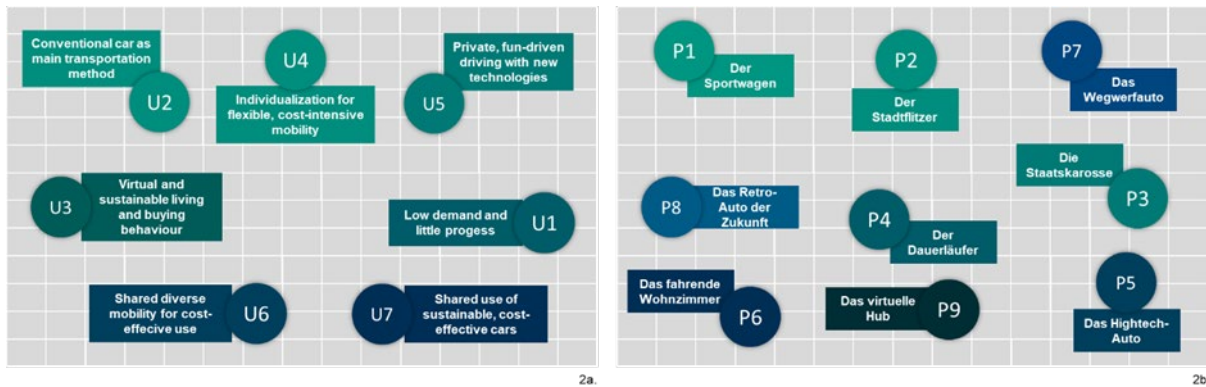 Conventional car as
main transportation
method
U2
U4
Individualization for
flexible, cost-intensive
mobility
Private, fun-driven
driving with new
technologies
U5
U3
Virtual and
sustainable living
and buying
behaviour
Low demand and
little progess
U1
Shared diverse
mobility for cost-
effecive use
U6
U7
Shared use of
sustainable, cost-
effective cars
2a.
P1
Der
Sportwagen
P2
Der
Stadtflitzer
P7
Das
Wegwerfauto
Die
Staatskarosse
P3
P8
Das Retro-
Auto der
Zukunft
P4
Der
Dauerläufer
Das fahrende
Wohnzimmer
P6
Das virtuelle
Hub
P9
P5
Das Hightech-
Auto
2b